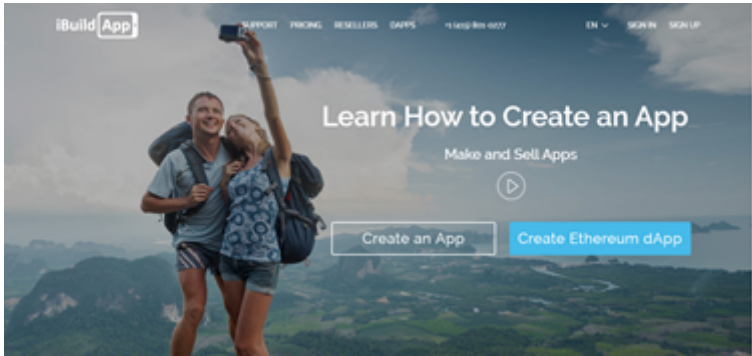 iBuild App
SUPPORT PRICING RESELLERS DAPPS EN SIGN IN SIGN UP
Learn How to Create an App
Make and Sell Apps
Create an App Create Ethereum dApp